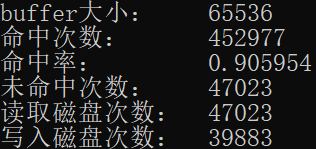 buffer大小： 65536
命中次数： 452977
命中率： 0.905954
未命中次数： 47023
读取磁盘次数： 47023
写入磁盘次数： 39883